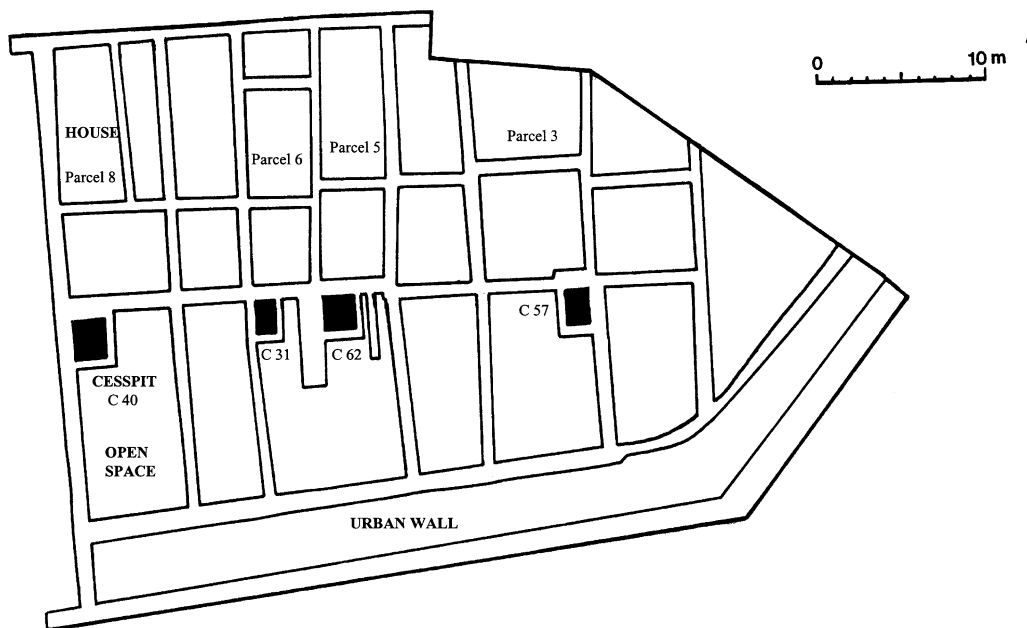 0 10 m
HOUSE
Parcel 8
Parcel 6
Parcel 5
Parcel 3
C 57
C 31
C 62
CESSPIT
C 40
OPEN
SPACE
URBAN WALL